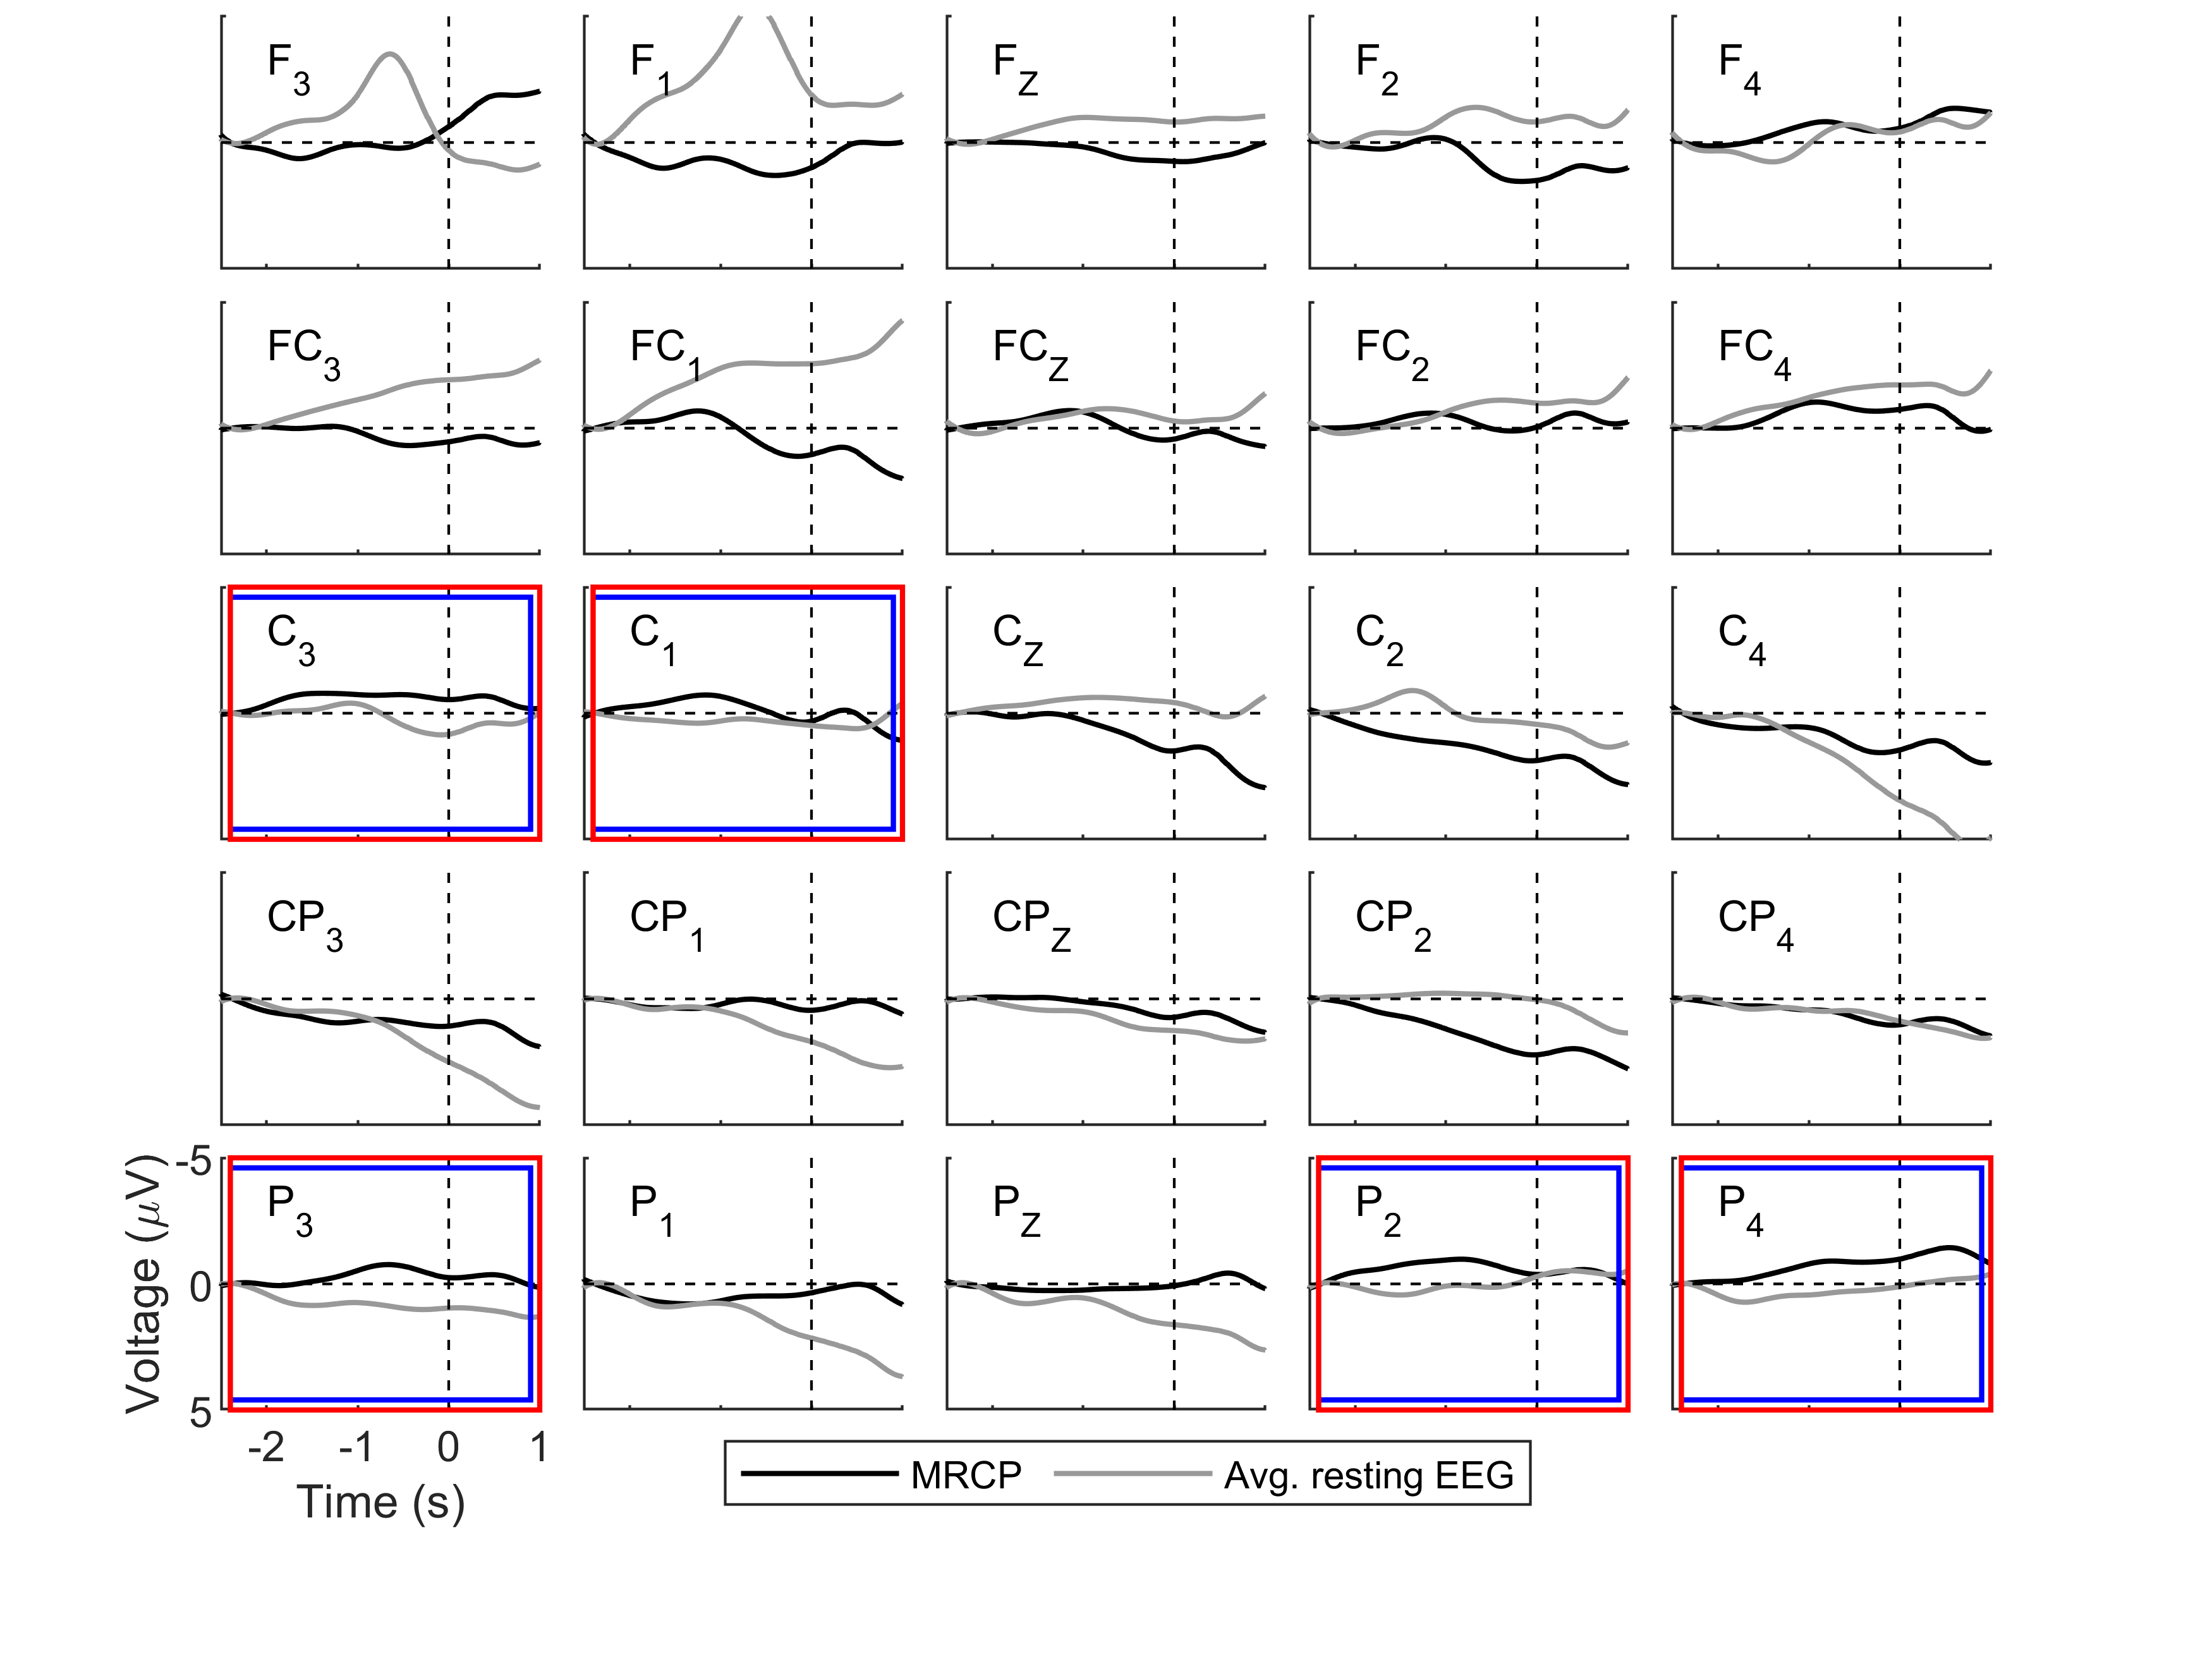 F3 F1 FZ F2 F4
FC3 FC1 FCZ FC2 FC4
C3 C1 CZ C2 C4
CP3 CP1 CPZ CP2 CP4
P3 P1 PZ P2 P4
Voltage (μV)
-5
0
5
-2 -1 0 1
Time (s)
MRCP Avg. resting EEG